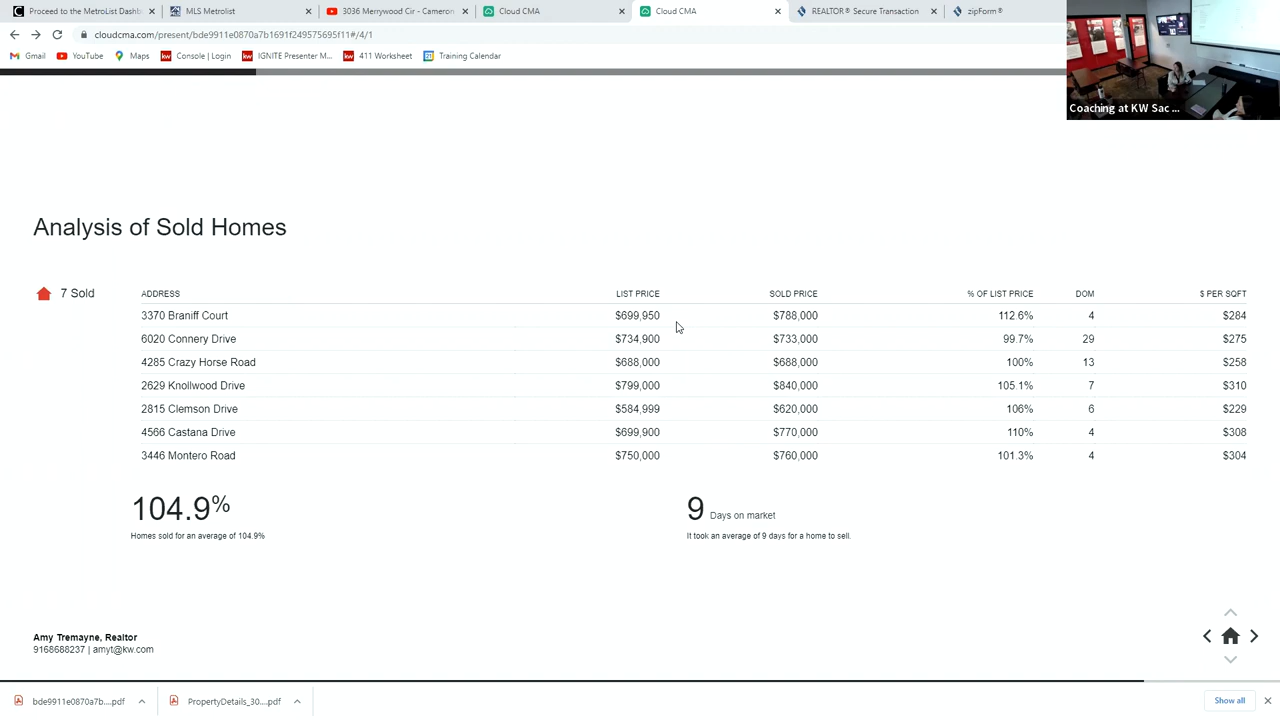 Proceed to the MetroList Dashb
MLS Metrolist
3036 Merrywood Cir - Cameron
Cloud CMA
Cloud CMA
REALTOR® Secure Transaction
zipForm®
cloudcma.com/present/bde9911e0870a7b1691f249575695f11#/4/1
Gmail
YouTube
Maps
kw Console | Login
kw IGNITE Presenter M...
kw 411 Worksheet
Training Calendar
Coaching at KW Sac ...
Analysis of Sold Homes
7 Sold
ADDRESS LIST PRICE SOLD PRICE % OF LIST PRICE DOM $ PER SQFT
3370 Braniff Court $699,950 $788,000 112.6% 4 $284
6020 Connery Drive $734,900 $733,000 99.7% 29 $275
4285 Crazy Horse Road $688,000 $688,000 100% 13 $258
2629 Knollwood Drive $799,000 $840,000 105.1% 7 $310
2815 Clemson Drive $584,999 $620,000 106% 6 $229
4566 Castana Drive $699,900 $770,000 110% 4 $308
3446 Montero Road $750,000 $760,000 101.3% 4 $304
104.9%
Homes sold for an average of 104.9%
9 Days on market
It took an average of 9 days for a home to sell.
Amy Tremayne, Realtor
9168688237 | amyt@kw.com
bde9911e0870a7b....pdf
PropertyDetails_30....pdf
Show all